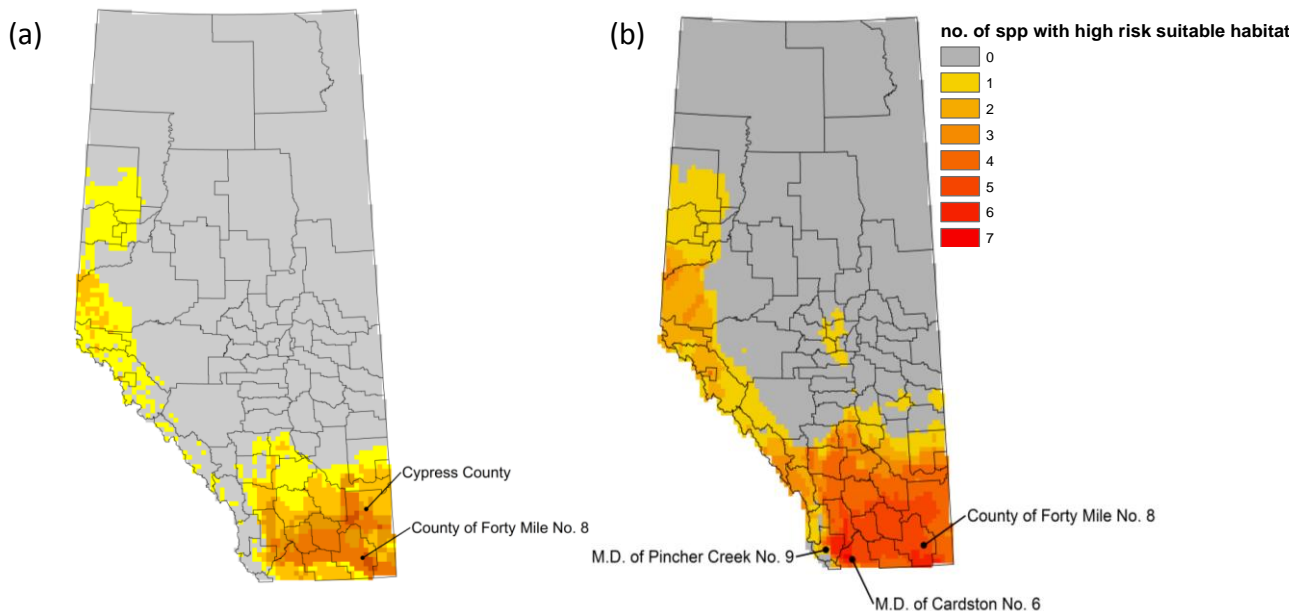 (a)
Cypress County
County of Forty Mile No. 8
(b)
no. of spp with high risk suitable habitat
0
1
2
3
4
5
6
7
County of Forty Mile No. 8
M.D. of Pincher Creek No. 9
M.D. of Cardston No. 6